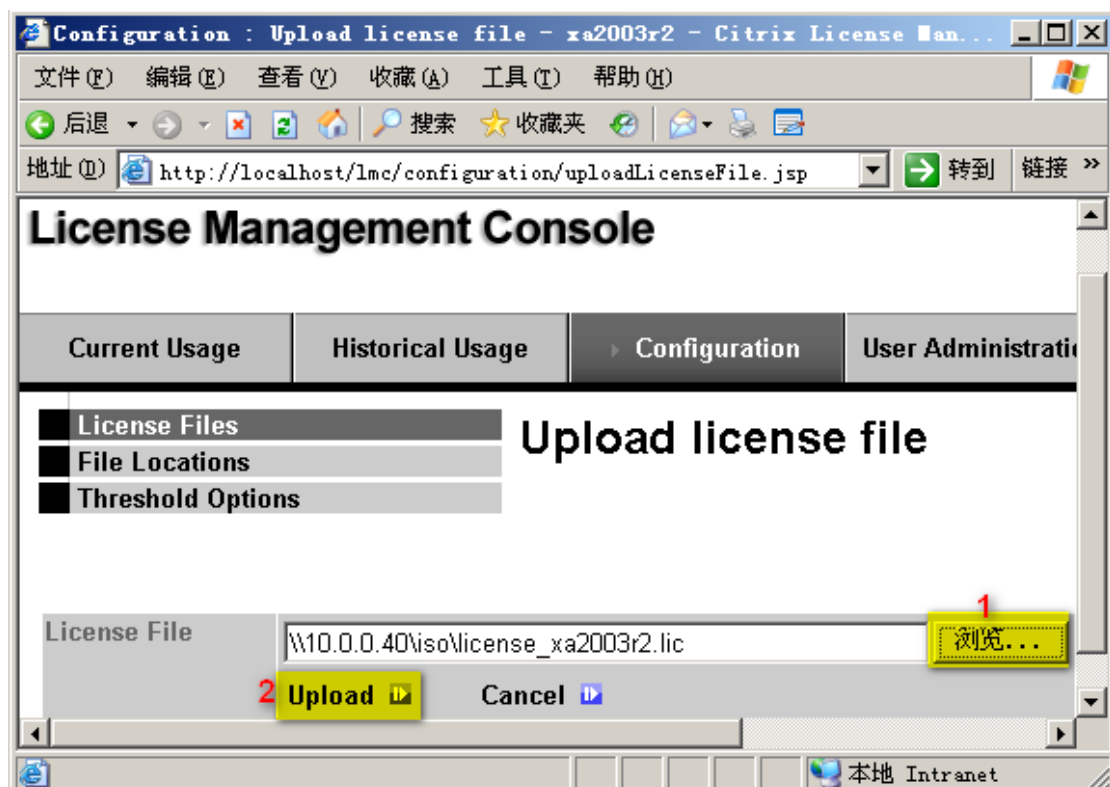 Configuration : Upload license file - xa2003r2 - Citrix License Man...
文件(F) 编辑(E) 查看(V) 收藏(A) 工具(T) 帮助(H)
后退 搜索 收藏夹
地址(D) http://localhost/lmc/configuration/uploadLicenseFile.jsp 转到 链接 »
License Management Console
Current Usage Historical Usage Configuration User Administratio
License Files
Upload license file
File Locations
Threshold Options
1
License File \\10.0.0.40\iso\license_xa2003r2.lic 浏览...
2 Upload Cancel
本地 Intranet